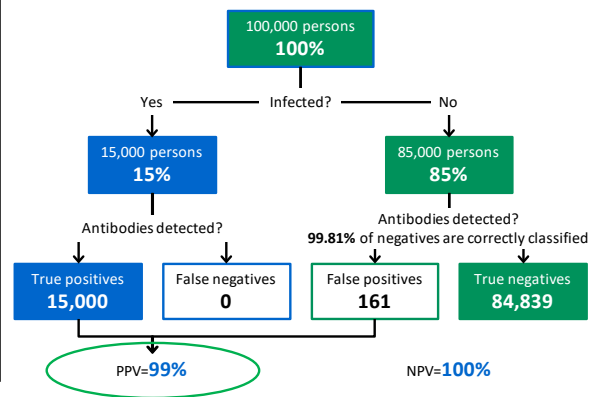 100,000 persons
100%
Yes Infected? No
15,000 persons
15%
85,000 persons
85%
Antibodies detected?
Antibodies detected?
99.81% of negatives are correctly classified
True positives
15,000
False negatives
0
False positives
161
True negatives
84,839
PPV=99%
NPV=100%